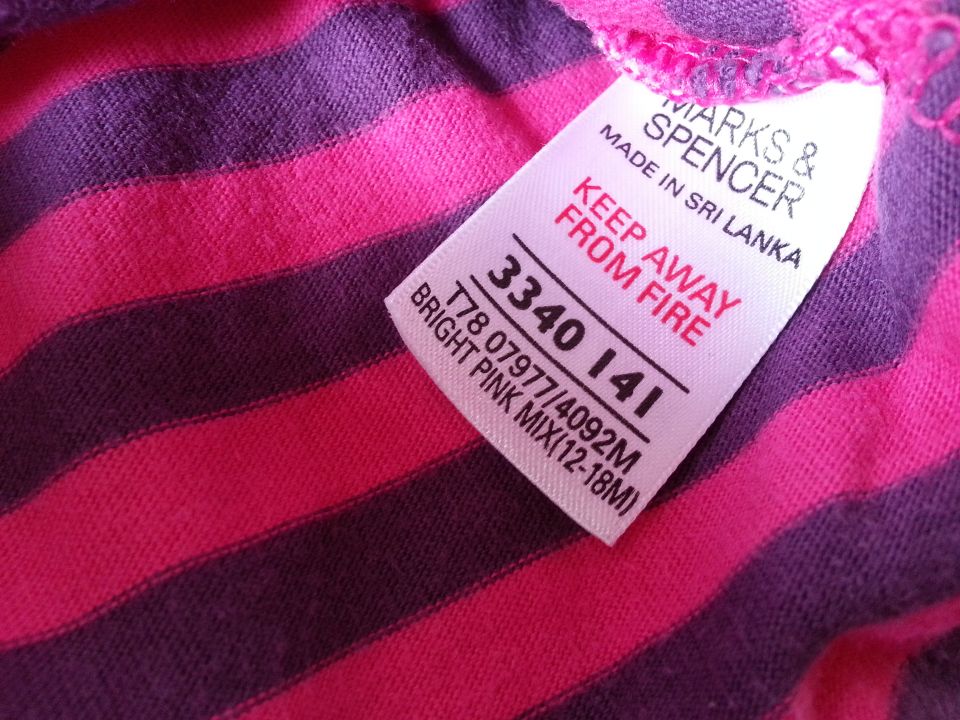 MARKS &
SPENCER
MADE IN SRI LANKA
KEEP AWAY
FROM FIRE
3340 141
T78 07977/4092M
BRIGHT PINK MIX(12-18M)